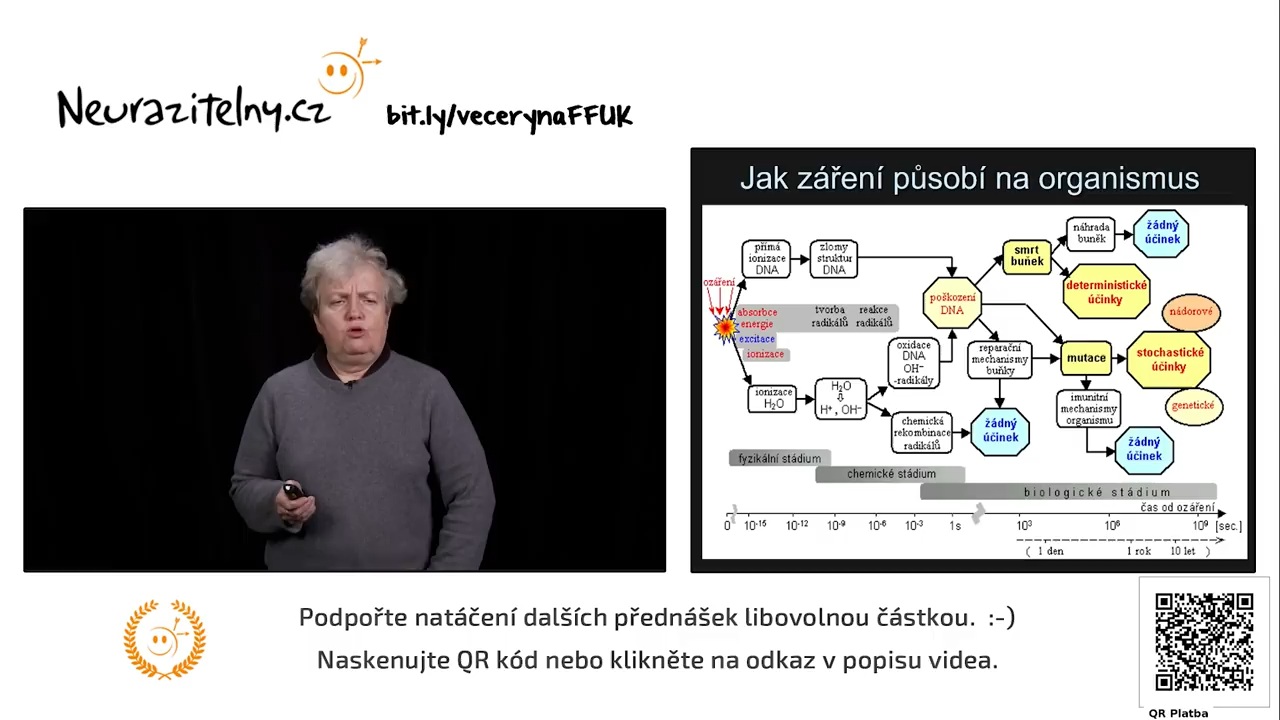 Neurazitelny.cz
bit.ly/vecerynaFFUK
Jak záření působí na organismus
přímá
ionizace
DNA
zlomy
struktur
DNA
smrt
buňek
náhrada
buněk
žádný
účinek
deterministické
účinky
ozáření
absorbce
energie
excitace
ionizace
tvorba
radikálů
reakce
radikálů
poškození
DNA
nádorové
oxidace
DNA
OH⁻
-radikály
reparační
mechanismy
buňky
mutace
stochastické
účinky
genetické
ionizace
H₂O
H₂O
⇩
H⁺, OH⁻
chemická
rekombinace
radikálů
žádný
účinek
imunitní
mechanismy
organismu
žádný
účinek
fyzikální stádium
chemické stádium
biologické stádium
čas od ozáření
0 10⁻¹⁵ 10⁻¹² 10⁻⁹ 10⁻⁶ 10⁻³ 1s 10³ 10⁶ 10⁹ [sec.]
( 1 den 1 rok 10 let )
Podpořte natáčení dalších přednášek libovolnou částkou. :-)
Naskenujte QR kód nebo klikněte na odkaz v popisu videa.
QR Platba